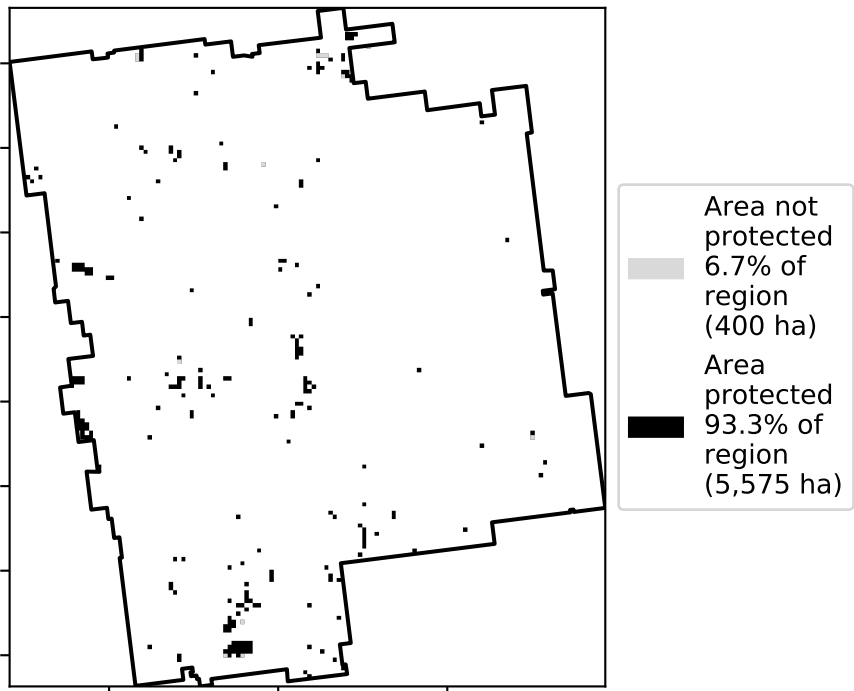 Area not
protected
6.7% of
region
(400 ha)
Area
protected
93.3% of
region
(5,575 ha)